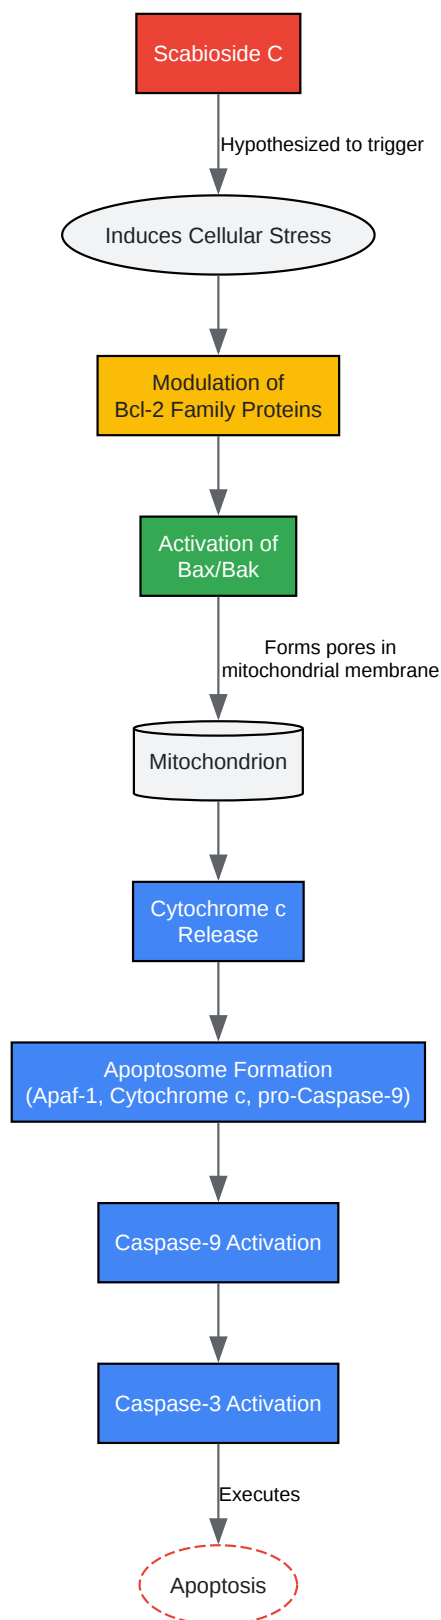 Scabioside C
Hypothesized to trigger
Induces Cellular Stress
Modulation of
Bcl-2 Family Proteins
Activation of
Bax/Bak
Forms pores in
mitochondrial membrane
Mitochondrion
Cytochrome c
Release
Apoptosome Formation
(Apaf-1, Cytochrome c, pro-Caspase-9)
Caspase-9 Activation
Caspase-3 Activation
Executes
Apoptosis